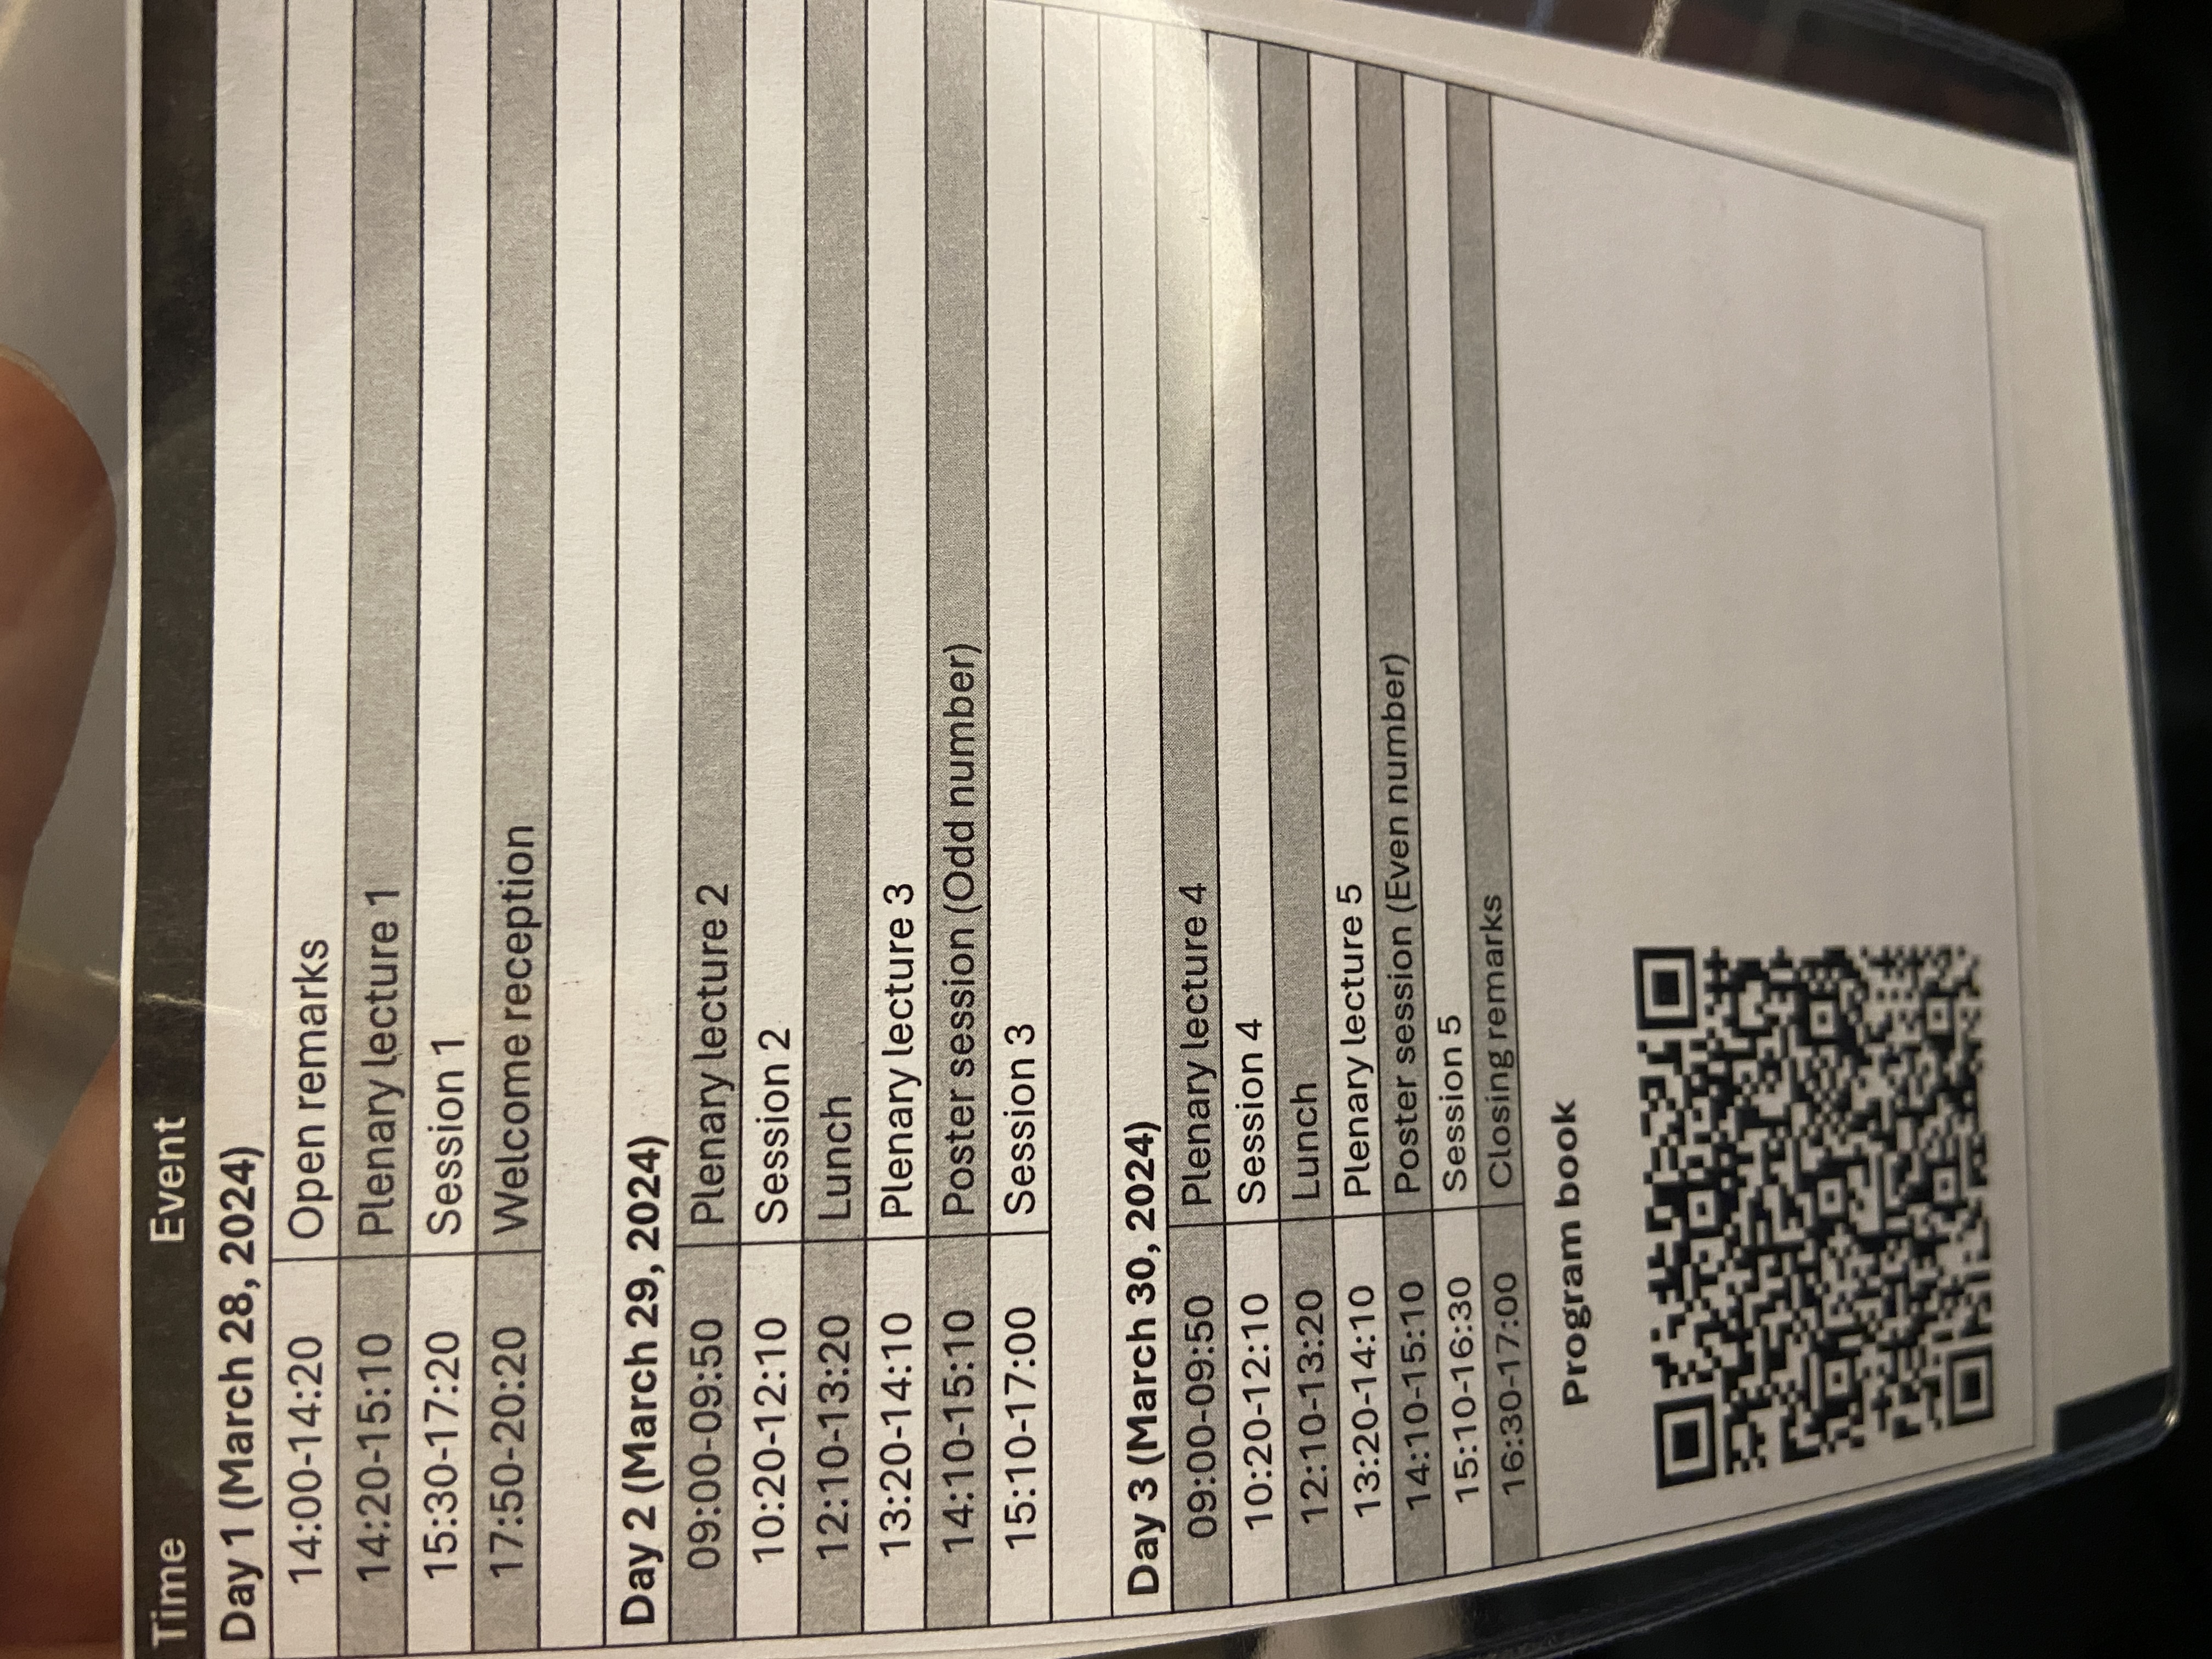 Time Event
Day 1 (March 28, 2024)
14:00-14:20 Open remarks
14:20-15:10 Plenary lecture 1
15:30-17:20 Session 1
17:50-20:20 Welcome reception
Day 2 (March 29, 2024)
09:00-09:50 Plenary lecture 2
10:20-12:10 Session 2
12:10-13:20 Lunch
13:20-14:10 Plenary lecture 3
14:10-15:10 Poster session (Odd number)
15:10-17:00 Session 3
Day 3 (March 30, 2024)
09:00-09:50 Plenary lecture 4
10:20-12:10 Session 4
12:10-13:20 Lunch
13:20-14:10 Plenary lecture 5
14:10-15:10 Poster session (Even number)
15:10-16:30 Session 5
16:30-17:00 Closing remarks
Program book